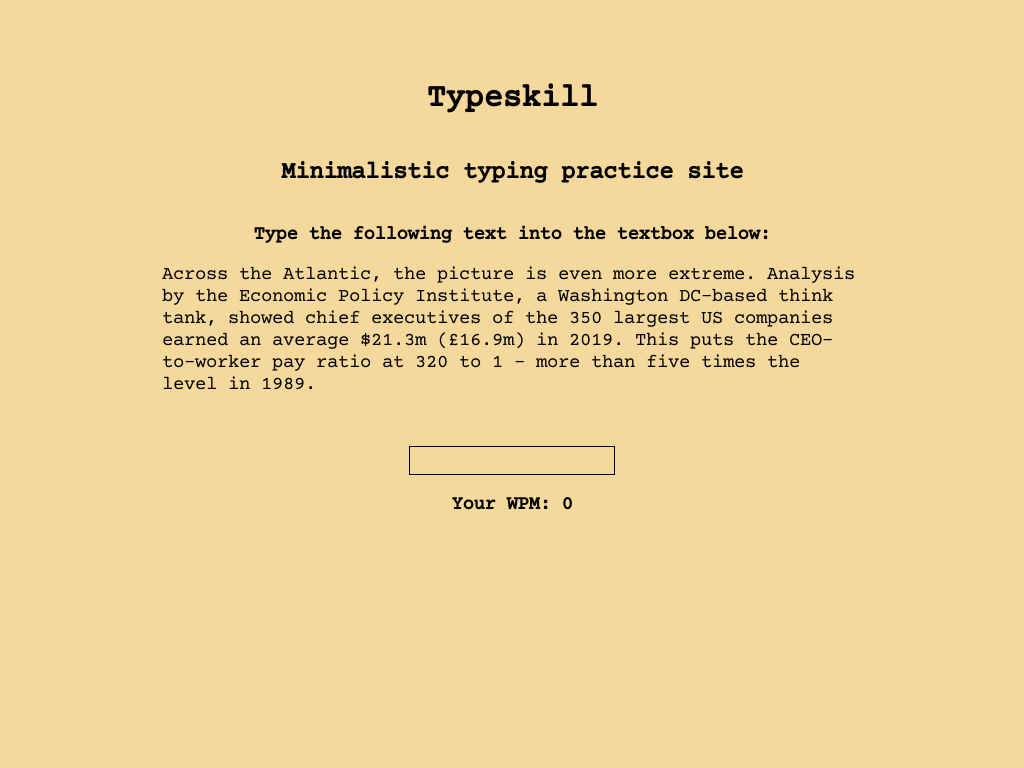 Typeskill
Minimalistic typing practice site
Type the following text into the textbox below:
Across the Atlantic, the picture is even more extreme. Analysis
by the Economic Policy Institute, a Washington DC-based think
tank, showed chief executives of the 350 largest US companies
earned an average $21.3m (£16.9m) in 2019. This puts the CEO-
to-worker pay ratio at 320 to 1 – more than five times the
level in 1989.
Your WPM: 0